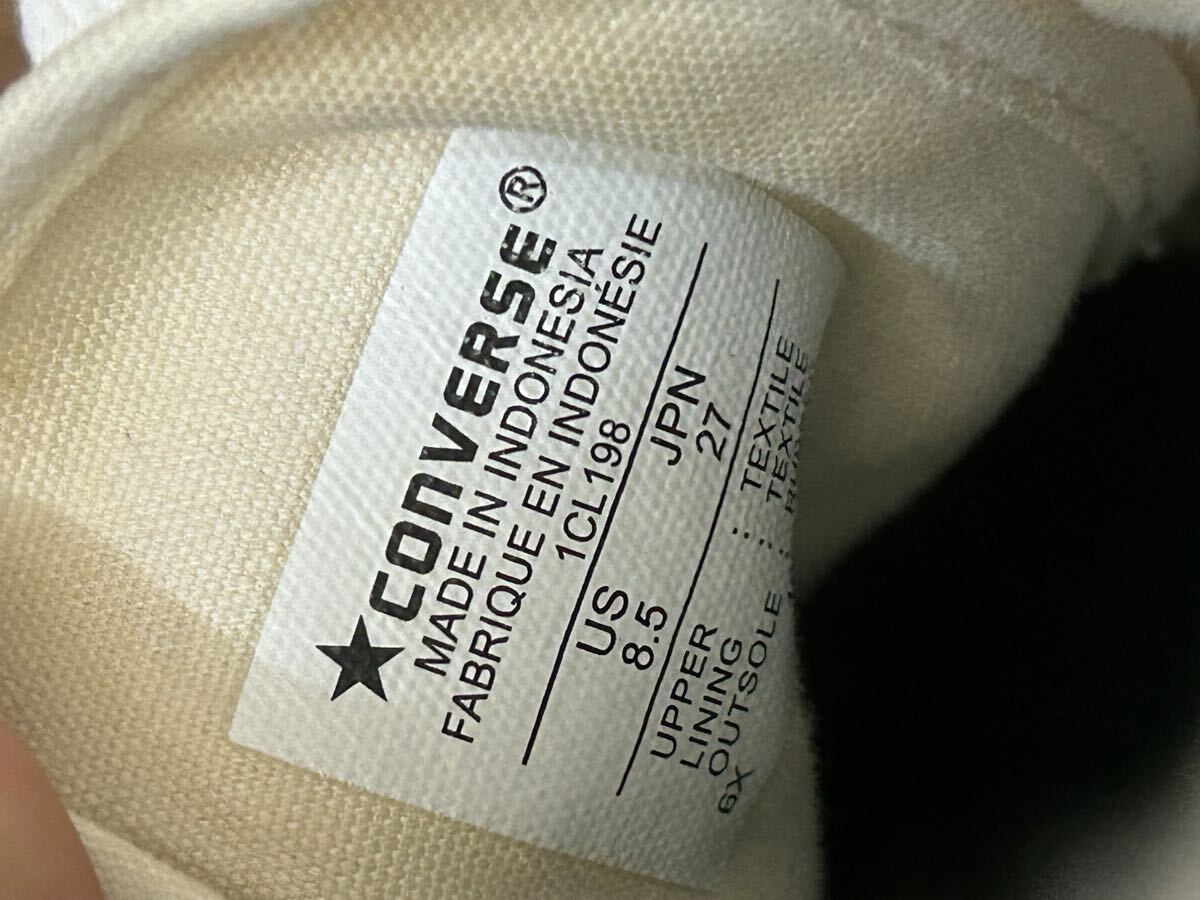 ★CONVERSE®
MADE IN INDONESIA
FABRIQUE EN INDONÉSIE
1CL198
US JPN
8.5 27
UPPER : TEXTILE
LINING : TEXTILE
OUTSOLE :
6X